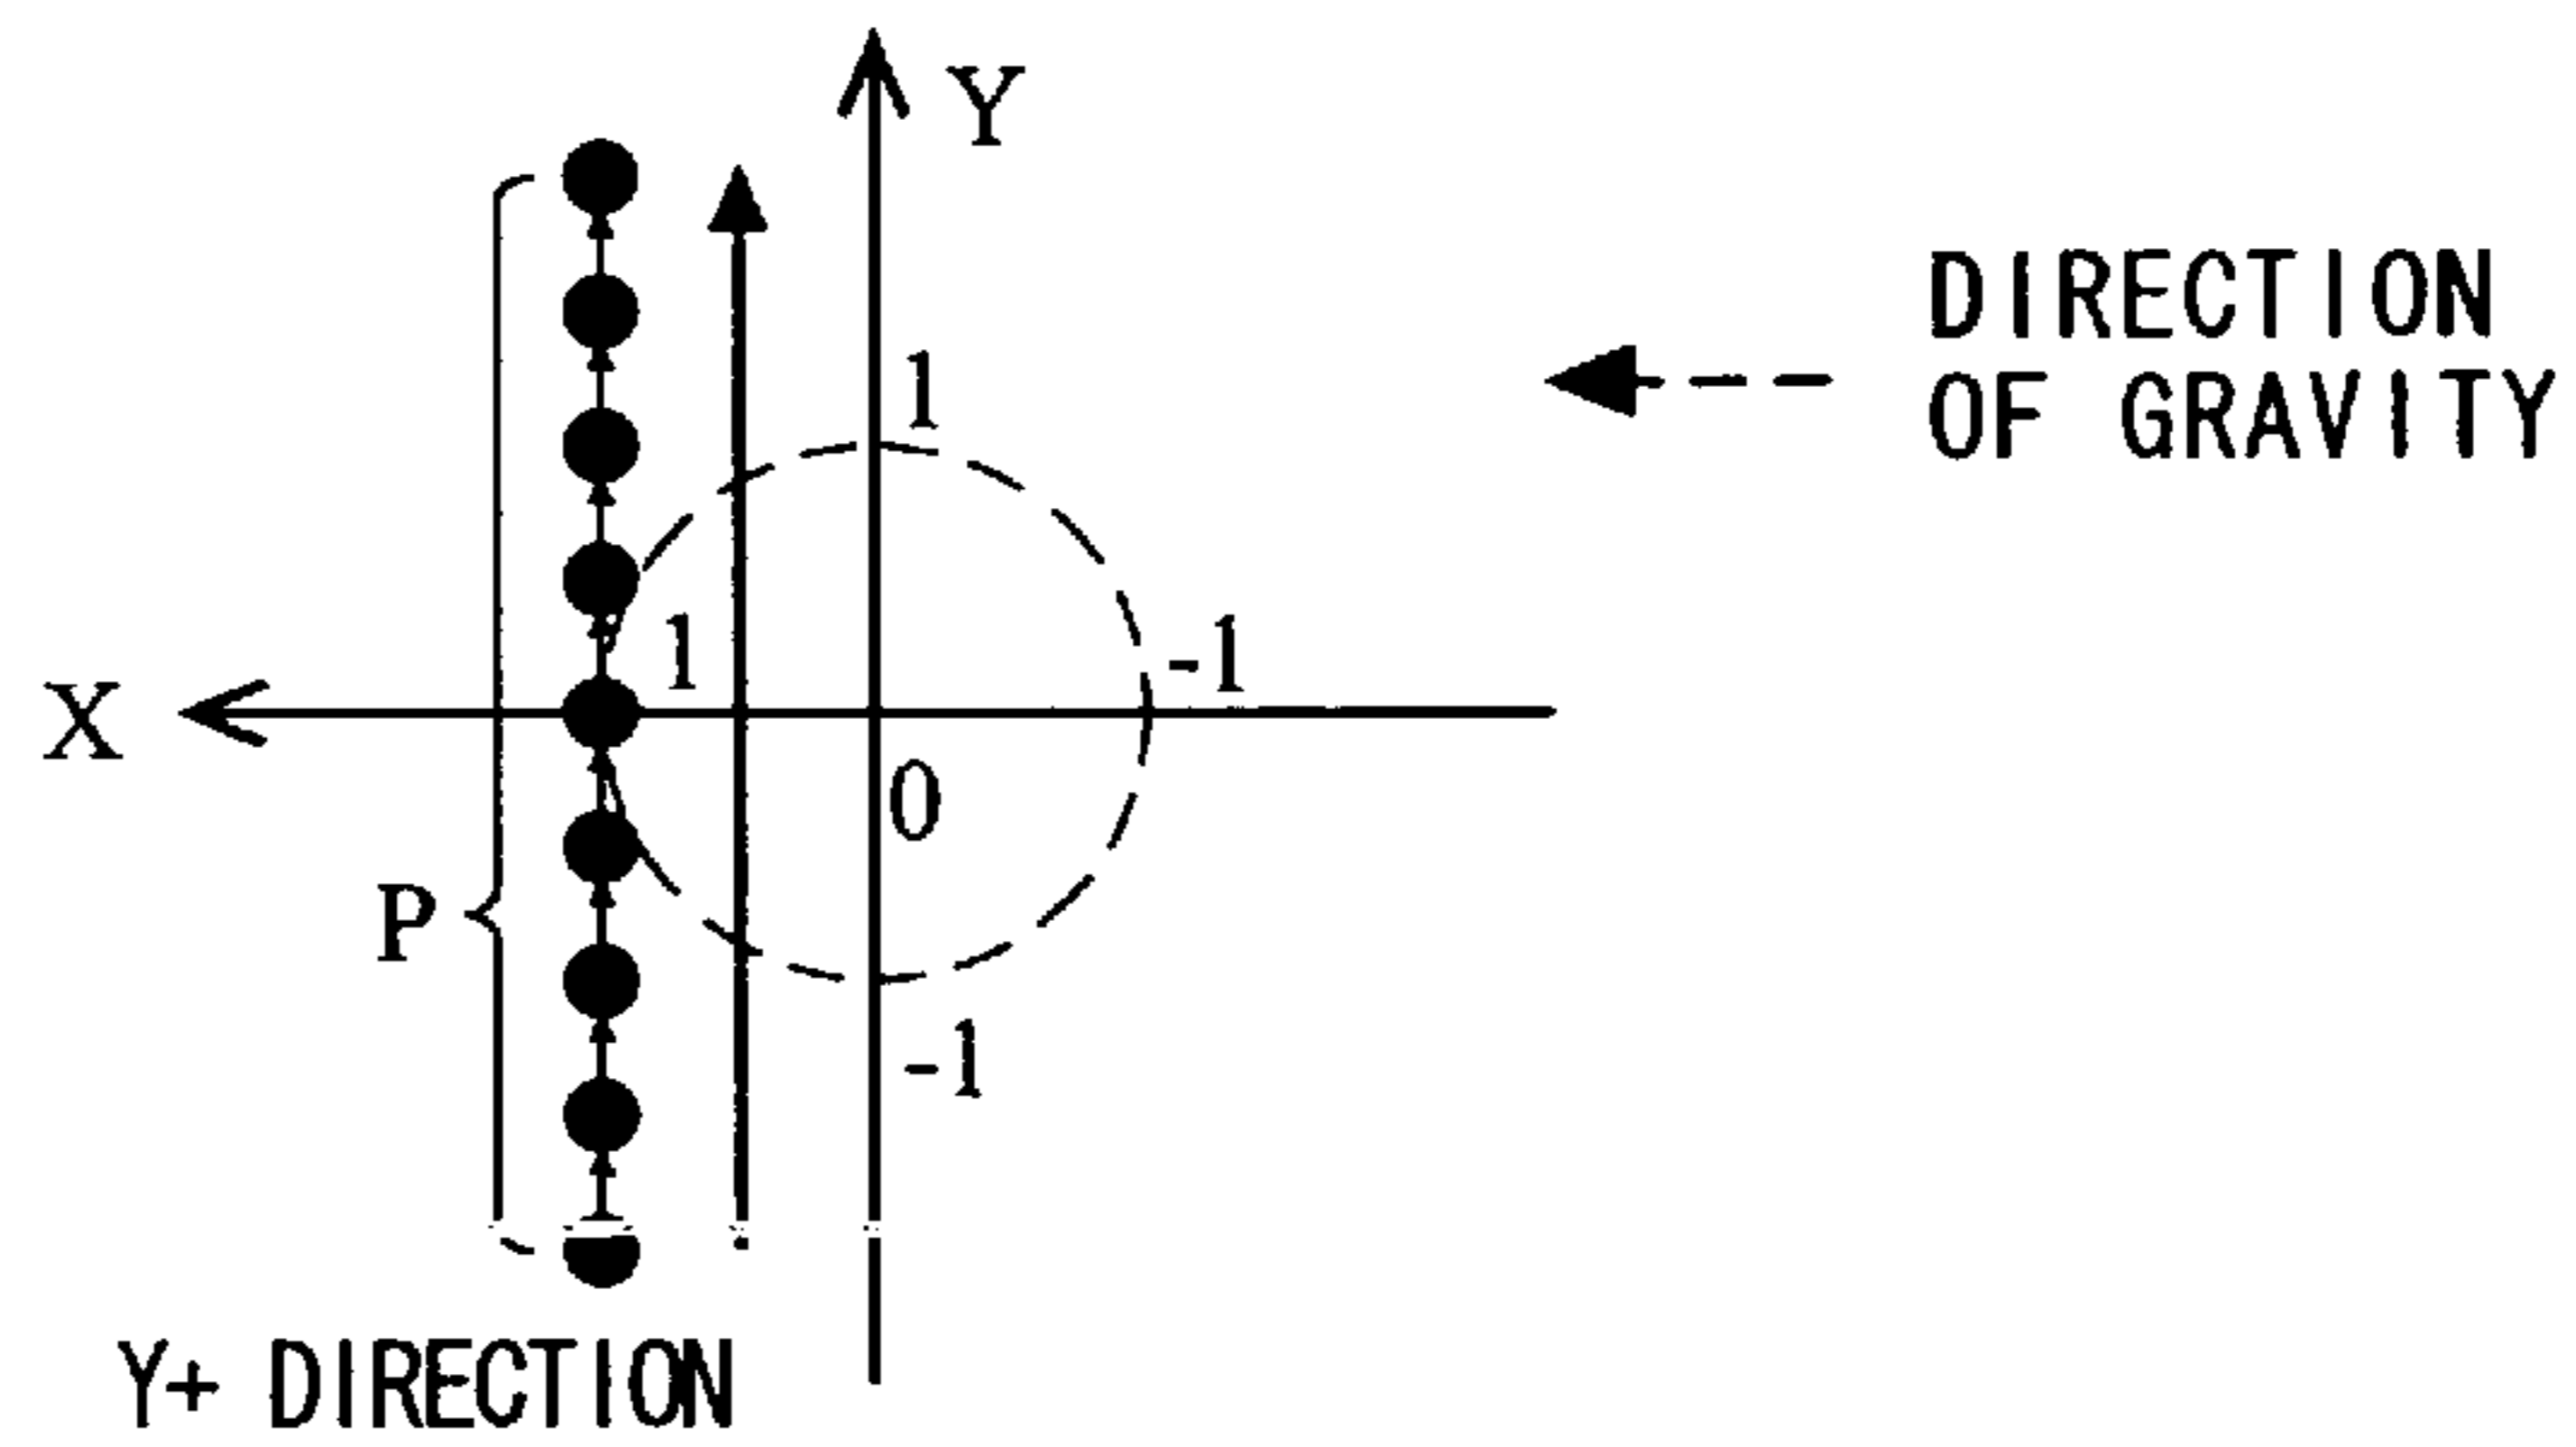 Y
DIRECTION
OF GRAVITY
1
1
-1
X
0
P
-1
Y+ DIRECTION